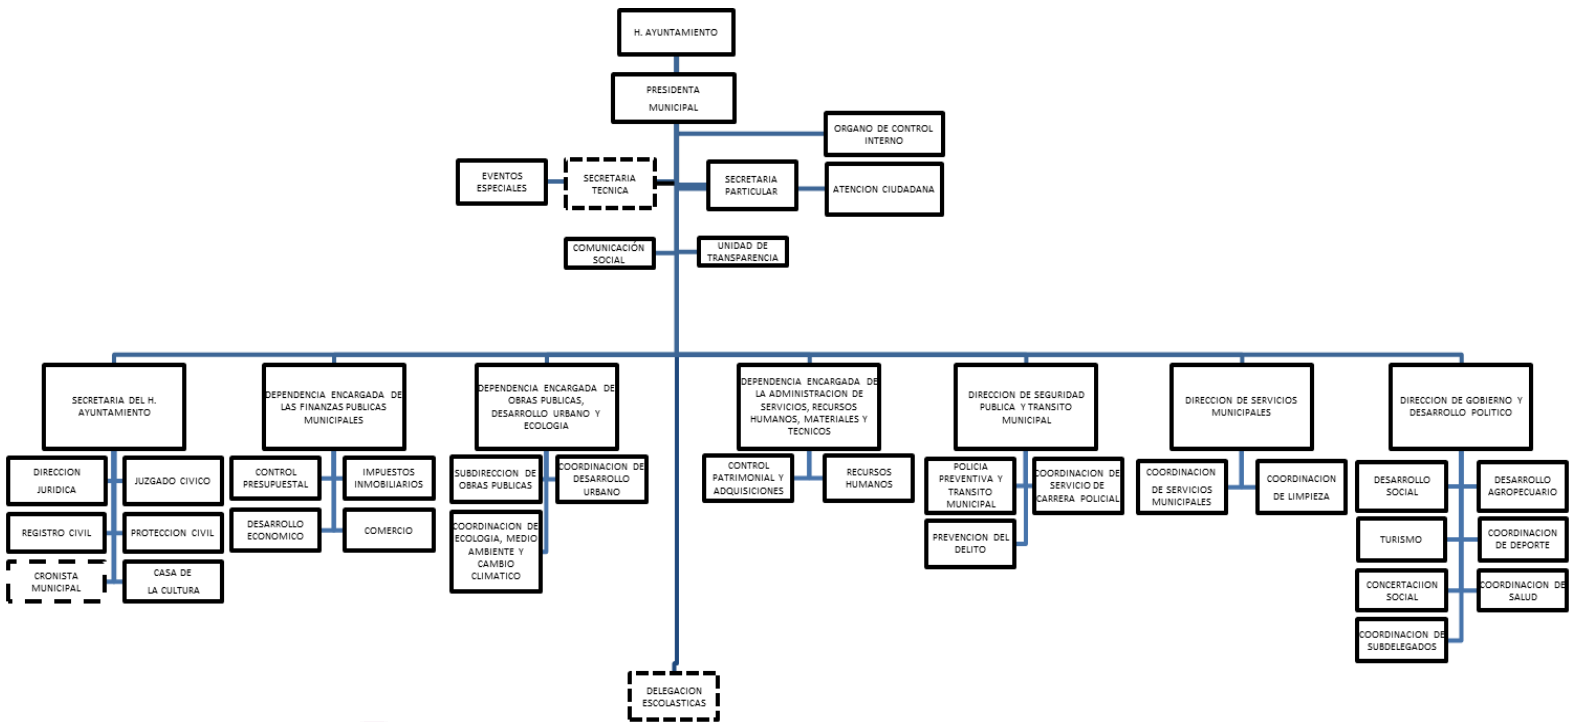 H. AYUNTAMIENTO
PRESIDENTA
MUNICIPAL
ORGANO DE CONTROL
INTERNO
EVENTOS
ESPECIALES
SECRETARIA
TECNICA
SECRETARIA
PARTICULAR
ATENCION CIUDADANA
COMUNICACIÓN
SOCIAL
UNIDAD DE
TRANSPARENCIA
SECRETARIA DEL H.
AYUNTAMIENTO
DEPENDENCIA ENCARGADA DE
LAS FINANZAS PUBLICAS
MUNICIPALES
DEPENDENCIA ENCARGADA DE
OBRAS PUBLICAS,
DESARROLLO URBANO Y
ECOLOGIA
DEPENDENCIA ENCARGADA DE
LA ADMINISTRACION DE
SERVICIOS, RECURSOS
HUMANOS, MATERIALES Y
TECNICOS
DIRECCION DE SEGURIDAD
PUBLICA Y TRANSITO
MUNICIPAL
DIRECCION DE SERVICIOS
MUNICIPALES
DIRECCION DE GOBIERNO Y
DESARROLLO POLITICO
DIRECCION
JURIDICA
JUZGADO CIVICO
REGISTRO CIVIL
PROTECCION CIVIL
CRONISTA
MUNICIPAL
CASA DE
LA CULTURA
CONTROL
PRESUPUESTAL
IMPUESTOS
INMOBILIARIOS
DESARROLLO
ECONOMICO
COMERCIO
SUBDIRECCION DE
OBRAS PUBLICAS
COORDINACION DE
DESARROLLO
URBANO
COORDINACION DE
ECOLOGIA, MEDIO
AMBIENTE Y
CAMBIO
CLIMATICO
CONTROL
PATRIMONIAL Y
ADQUISICIONES
RECURSOS
HUMANOS
POLICIA
PREVENTIVA Y
TRANSITO
MUNICIPAL
COORDINACION DE
SERVICIO DE
CARRERA POLICIAL
PREVENCION DEL
DELITO
COORDINACION
DE SERVICIOS
MUNICIPALES
COORDINACION
DE LIMPIEZA
DESARROLLO
SOCIAL
DESARROLLO
AGROPECUARIO
TURISMO
COORDINACION
DE DEPORTE
CONCERTACIION
SOCIAL
COORDINACION DE
SALUD
COORDINACION DE
SUBDELEGADOS
DELEGACION
ESCOLASTICAS